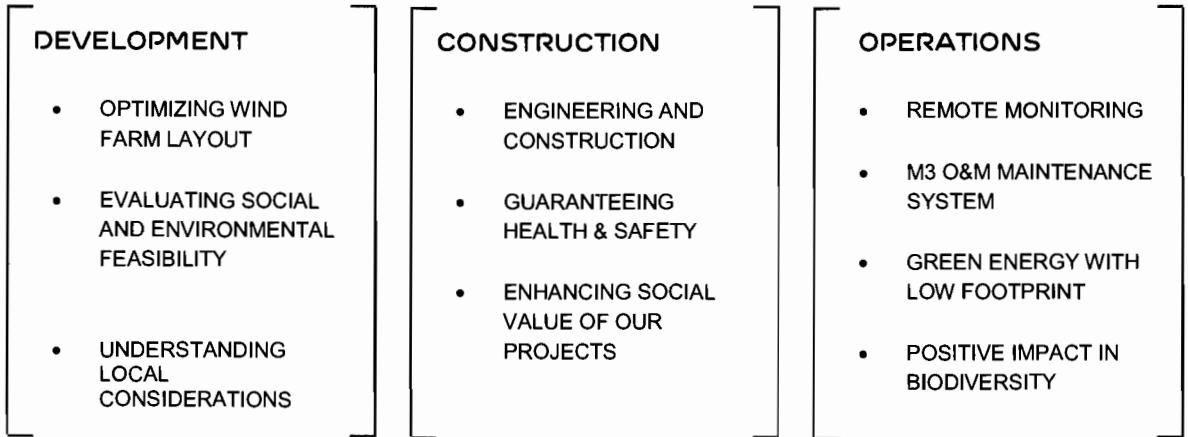 DEVELOPMENT
• OPTIMIZING WIND
FARM LAYOUT
• EVALUATING SOCIAL
AND ENVIRONMENTAL
FEASIBILITY
• UNDERSTANDING
LOCAL
CONSIDERATIONS
CONSTRUCTION
• ENGINEERING AND
CONSTRUCTION
• GUARANTEEING
HEALTH & SAFETY
• ENHANCING SOCIAL
VALUE OF OUR
PROJECTS
OPERATIONS
• REMOTE MONITORING
• M3 O&M MAINTENANCE
SYSTEM
• GREEN ENERGY WITH
LOW FOOTPRINT
• POSITIVE IMPACT IN
BIODIVERSITY